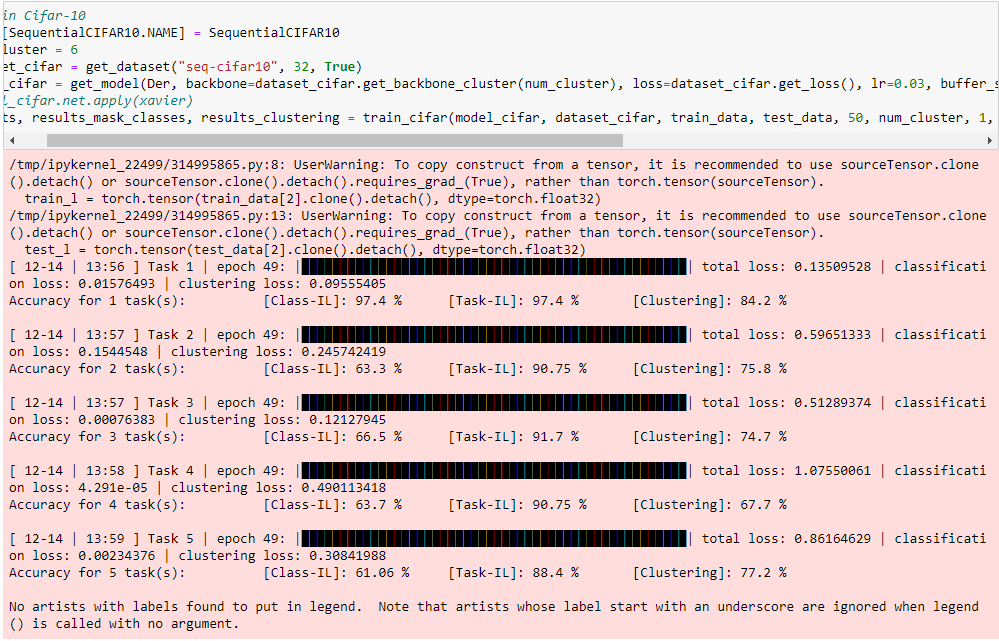 in Cifar-10
[SequentialCIFAR10.NAME] = SequentialCIFAR10
luster = 6
et_cifar = get_dataset("seq-cifar10", 32, True)
_cifar = get_model(Der, backbone=dataset_cifar.get_backbone_cluster(num_cluster), loss=dataset_cifar.get_loss(), lr=0.03, buffer_s
l_cifar.net.apply(xavier)
ts, results_mask_classes, results_clustering = train_cifar(model_cifar, dataset_cifar, train_data, test_data, 50, num_cluster, 1,
/tmp/ipykernel_22499/314995865.py:8: UserWarning: To copy construct from a tensor, it is recommended to use sourceTensor.clone
().detach() or sourceTensor.clone().detach().requires_grad_(True), rather than torch.tensor(sourceTensor).
train_l = torch.tensor(train_data[2].clone().detach(), dtype=torch.float32)
/tmp/ipykernel_22499/314995865.py:13: UserWarning: To copy construct from a tensor, it is recommended to use sourceTensor.clone
().detach() or sourceTensor.clone().detach().requires_grad_(True), rather than torch.tensor(sourceTensor).
test_l = torch.tensor(test_data[2].clone().detach(), dtype=torch.float32)
[ 12-14 | 13:56 ] Task 1 | epoch 49: | | total loss: 0.13509528 | classificati
on loss: 0.01576493 | clustering loss: 0.09555405
Accuracy for 1 task(s): [Class-IL]: 97.4 % [Task-IL]: 97.4 % [Clustering]: 84.2 %
[ 12-14 | 13:57 ] Task 2 | epoch 49: | | total loss: 0.59651333 | classificati
on loss: 0.1544548 | clustering loss: 0.245742419
Accuracy for 2 task(s): [Class-IL]: 63.3 % [Task-IL]: 90.75 % [Clustering]: 75.8 %
[ 12-14 | 13:57 ] Task 3 | epoch 49: | | total loss: 0.51289374 | classificati
on loss: 0.00076383 | clustering loss: 0.12127945
Accuracy for 3 task(s): [Class-IL]: 66.5 % [Task-IL]: 91.7 % [Clustering]: 74.7 %
[ 12-14 | 13:58 ] Task 4 | epoch 49: | | total loss: 1.07550061 | classificati
on loss: 4.291e-05 | clustering loss: 0.490113418
Accuracy for 4 task(s): [Class-IL]: 63.7 % [Task-IL]: 90.75 % [Clustering]: 67.7 %
[ 12-14 | 13:59 ] Task 5 | epoch 49: | | total loss: 0.86164629 | classificati
on loss: 0.00234376 | clustering loss: 0.30841988
Accuracy for 5 task(s): [Class-IL]: 61.06 % [Task-IL]: 88.4 % [Clustering]: 77.2 %
No artists with labels found to put in legend.  Note that artists whose label start with an underscore are ignored when legend
() is called with no argument.